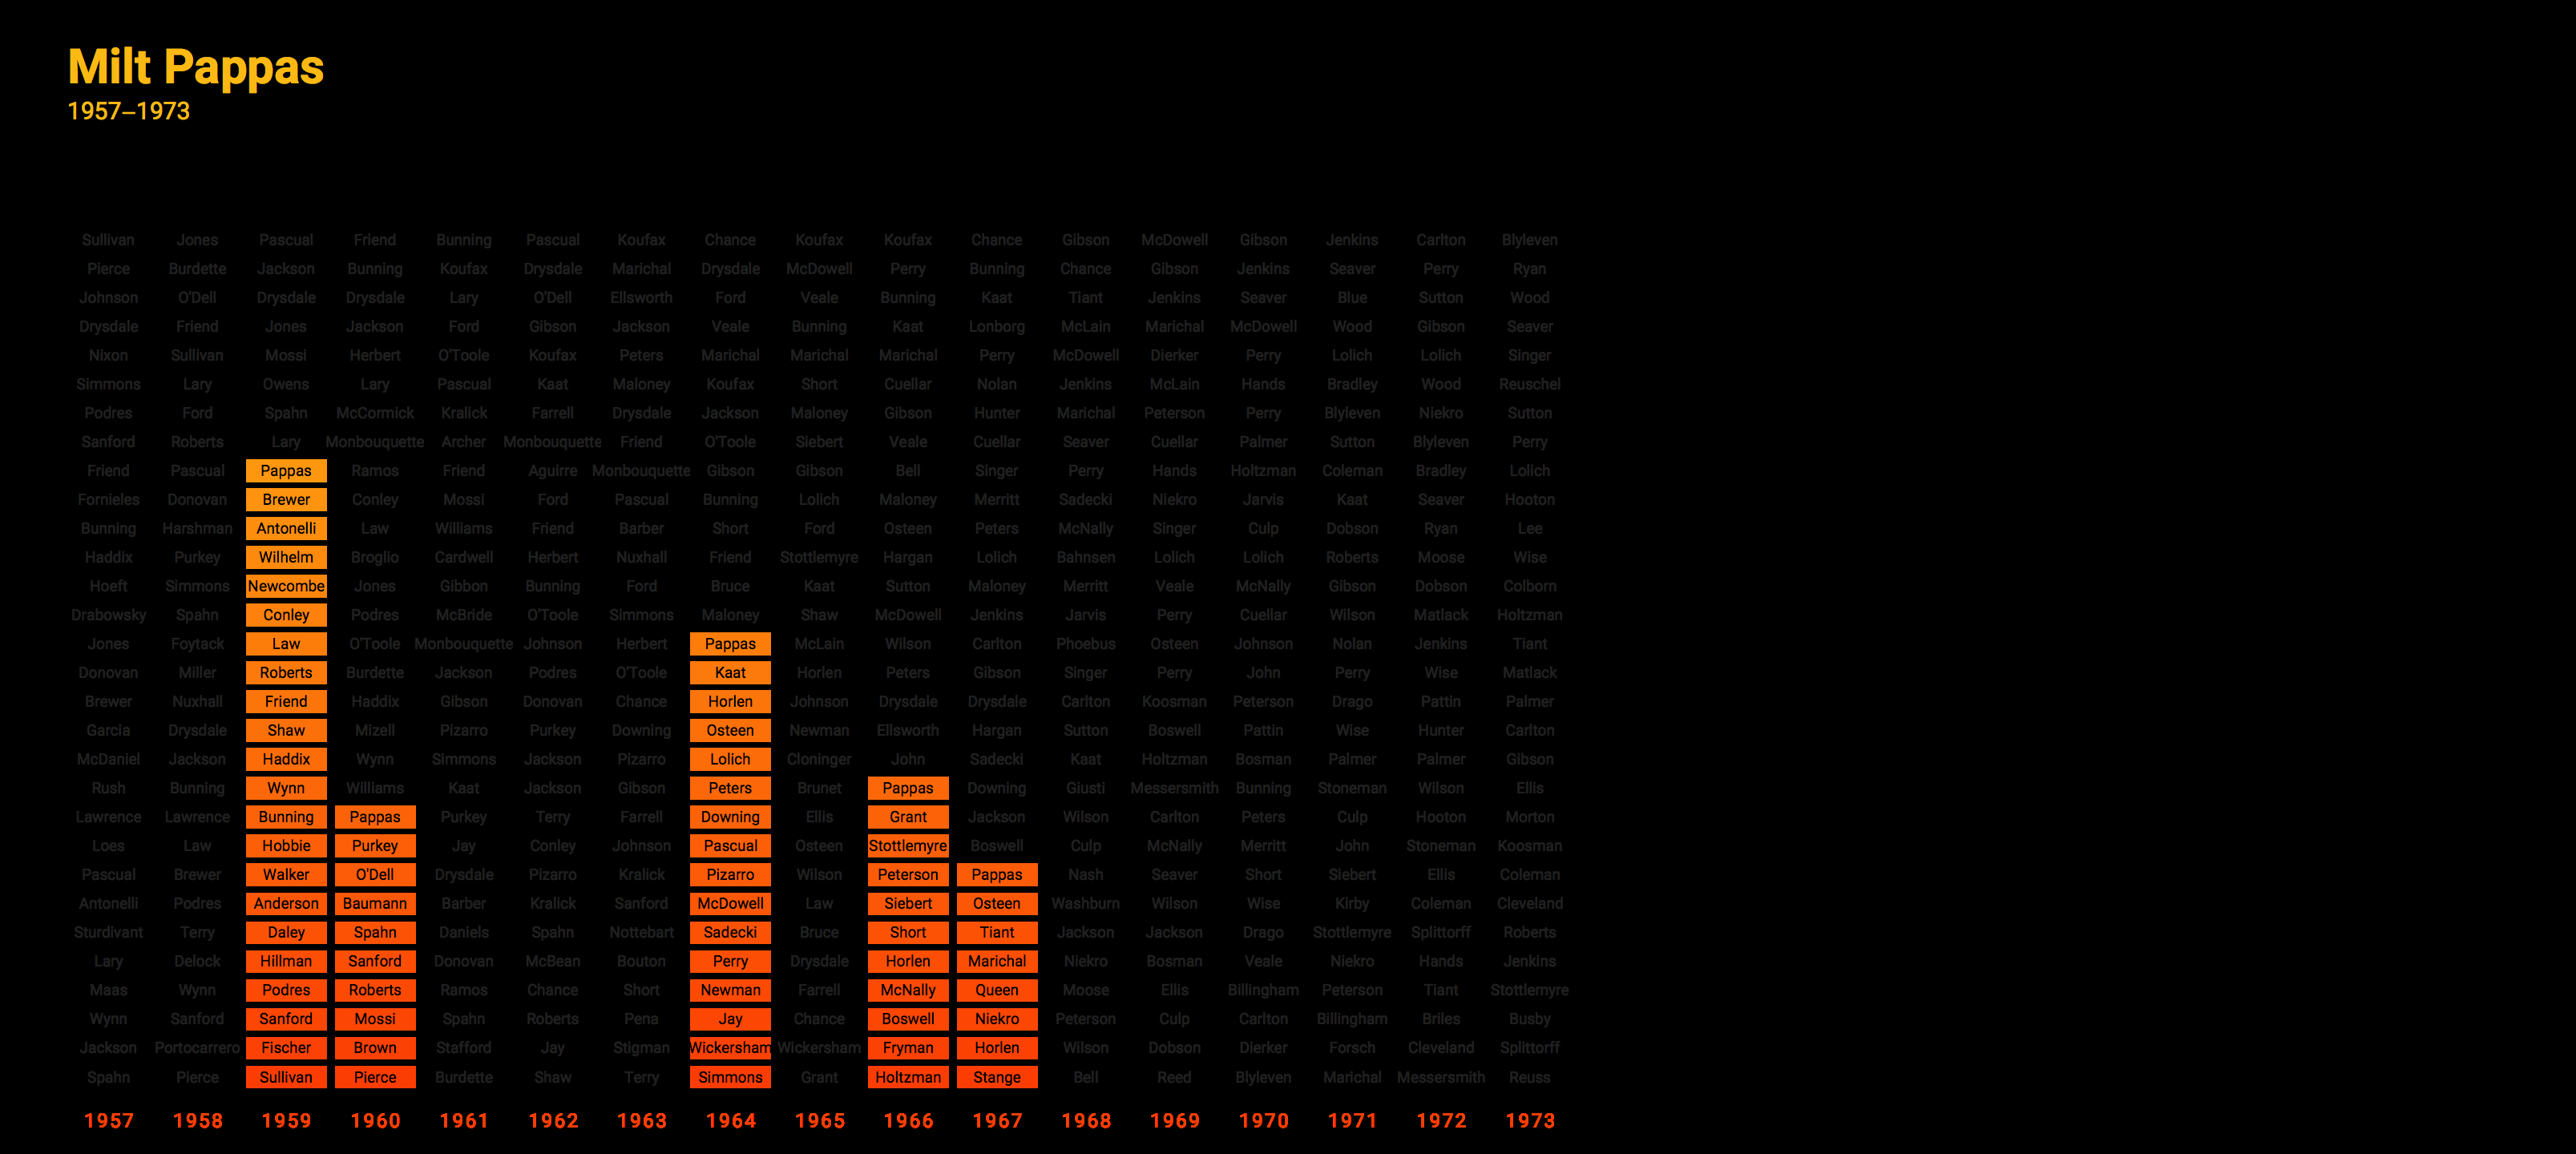 Milt Pappas
1957–1973
Sullivan Jones Pascual Friend Bunning Pascual Koufax Chance Koufax Koufax Chance Gibson McDowell Gibson Jenkins Carlton Blyleven
Pierce Burdette Jackson Bunning Koufax Drysdale Marichal Drysdale McDowell Perry Bunning Chance Gibson Jenkins Seaver Perry Ryan
Johnson O'Dell Drysdale Drysdale Lary O'Dell Ellsworth Ford Veale Bunning Kaat Tiant Jenkins Seaver Blue Sutton Wood
Drysdale Friend Jones Jackson Ford Gibson Jackson Veale Bunning Kaat Lonborg McLain Marichal McDowell Wood Gibson Seaver
Nixon Sullivan Mossi Herbert O'Toole Koufax Peters Marichal Marichal Marichal Perry McDowell Dierker Perry Lolich Lolich Singer
Simmons Lary Owens Lary Pascual Kaat Maloney Koufax Short Cuellar Nolan Jenkins McLain Hands Bradley Wood Reuschel
Podres Ford Spahn McCormick Kralick Farrell Drysdale Jackson Maloney Gibson Hunter Marichal Peterson Perry Blyleven Niekro Sutton
Sanford Roberts Lary Monbouquette Archer Monbouquette Friend O'Toole Siebert Veale Cuellar Seaver Cuellar Palmer Sutton Blyleven Perry
Friend Pascual Pappas Ramos Friend Aguirre Monbouquette Gibson Gibson Bell Singer Perry Hands Holtzman Coleman Bradley Lolich
Fornieles Donovan Brewer Conley Mossi Ford Pascual Bunning Lolich Maloney Merritt Sadecki Niekro Jarvis Kaat Seaver Hooton
Bunning Harshman Antonelli Law Williams Friend Barber Short Ford Osteen Peters McNally Singer Culp Dobson Ryan Lee
Haddix Purkey Wilhelm Broglio Cardwell Herbert Nuxhall Friend Stottlemyre Hargan Lolich Bahnsen Lolich Lolich Roberts Moose Wise
Hoeft Simmons Newcombe Jones Gibbon Bunning Ford Bruce Kaat Sutton Maloney Merritt Veale McNally Gibson Dobson Colborn
Drabowsky Spahn Conley Podres McBride O'Toole Simmons Maloney Shaw McDowell Jenkins Jarvis Perry Cuellar Wilson Matlack Holtzman
Jones Foytack Law O'Toole Monbouquette Johnson Herbert Pappas McLain Wilson Carlton Phoebus Osteen Johnson Nolan Jenkins Tiant
Donovan Miller Roberts Burdette Jackson Podres O'Toole Kaat Horlen Peters Gibson Singer Perry John Perry Wise Matlack
Brewer Nuxhall Friend Haddix Gibson Donovan Chance Horlen Johnson Drysdale Drysdale Carlton Koosman Peterson Drago Pattin Palmer
Garcia Drysdale Shaw Mizell Pizarro Purkey Downing Osteen Newman Ellsworth Hargan Sutton Boswell Pattin Wise Hunter Carlton
McDaniel Jackson Haddix Wynn Simmons Jackson Pizarro Lolich Cloninger John Sadecki Kaat Holtzman Bosman Palmer Palmer Gibson
Rush Bunning Wynn Williams Kaat Jackson Gibson Peters Brunet Pappas Downing Giusti Messersmith Bunning Stoneman Wilson Ellis
Lawrence Lawrence Bunning Pappas Purkey Terry Farrell Downing Ellis Grant Jackson Wilson Carlton Peters Culp Hooton Morton
Loes Law Hobbie Purkey Jay Conley Johnson Pascual Osteen Stottlemyre Boswell Culp McNally Merritt John Stoneman Koosman
Pascual Brewer Walker O'Dell Drysdale Pizarro Kralick Pizarro Wilson Peterson Pappas Nash Seaver Short Siebert Ellis Coleman
Antonelli Podres Anderson Baumann Barber Kralick Sanford McDowell Law Siebert Osteen Washburn Wilson Wise Kirby Coleman Cleveland
Sturdivant Terry Daley Spahn Daniels Spahn Nottebart Sadecki Bruce Short Tiant Jackson Jackson Drago Stottlemyre Splittorff Roberts
Lary Delock Hillman Sanford Donovan McBean Bouton Perry Drysdale Horlen Marichal Niekro Bosman Veale Niekro Hands Jenkins
Maas Wynn Podres Roberts Ramos Chance Short Newman Farrell McNally Queen Moose Ellis Billingham Peterson Tiant Stottlemyre
Wynn Sanford Sanford Mossi Spahn Roberts Pena Jay Chance Boswell Niekro Peterson Culp Carlton Billingham Briles Busby
Jackson Portocarrero Fischer Brown Stafford Jay Stigman Wickersham Wickersham Fryman Horlen Wilson Dobson Dierker Forsch Cleveland Splittorff
Spahn Pierce Sullivan Pierce Burdette Shaw Terry Simmons Grant Holtzman Stange Bell Reed Blyleven Marichal Messersmith Reuss
1957 1958 1959 1960 1961 1962 1963 1964 1965 1966 1967 1968 1969 1970 1971 1972 1973